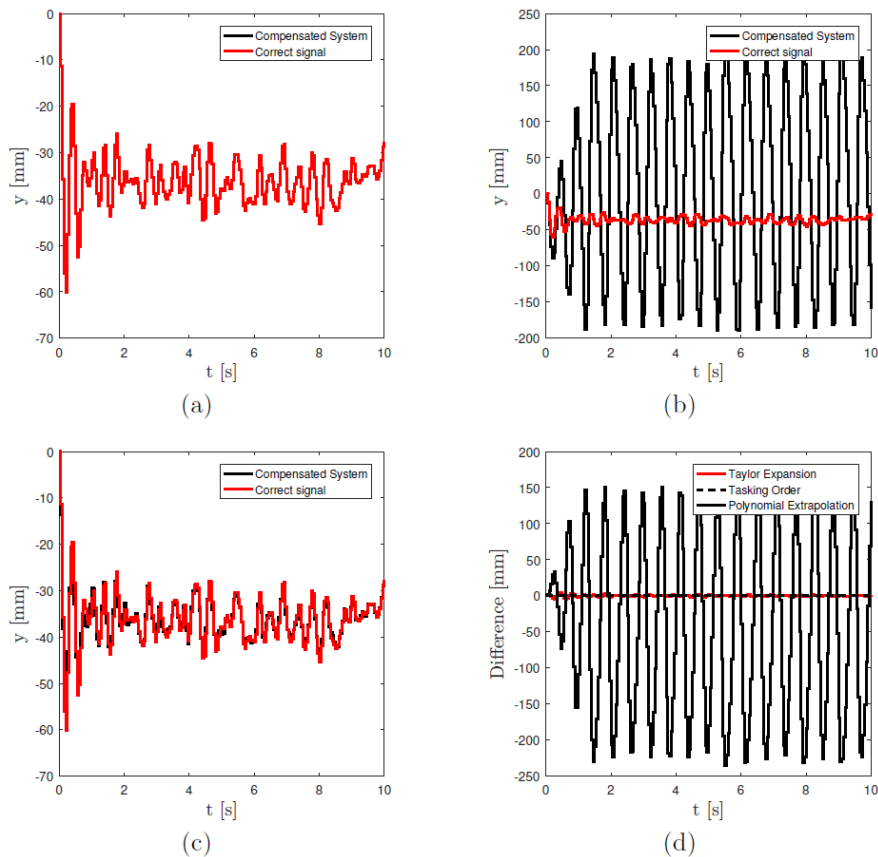 0
-10
-20
-30
-40
-50
-60
-70
0
2
4
6
8
10
y [mm]
t [s]
Compensated System
Correct signal
(a)
250
200
150
100
50
0
-50
-100
-150
-200
0
2
4
6
8
10
y [mm]
t [s]
Compensated System
Correct signal
(b)
0
-10
-20
-30
-40
-50
-60
-70
0
2
4
6
8
10
y [mm]
t [s]
Compensated System
Correct signal
(c)
200
150
100
50
0
-50
-100
-150
-200
-250
0
2
4
6
8
10
Difference [mm]
t [s]
Taylor Expansion
Tasking Order
Polynomial Extrapolation
(d)